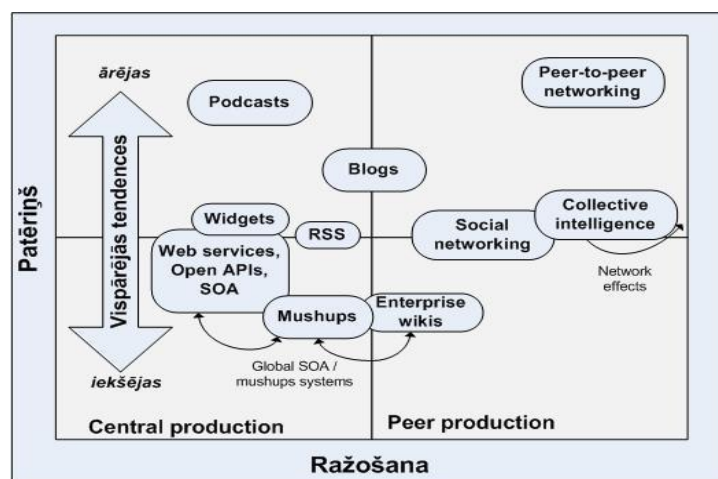 ārējas
Peer-to-peer
networking
Podcasts
Blogs
Patēriņš
Vispārējās tendences
Widgets
RSS
Social
networking
Collective
intelligence
Web services,
Open APIs,
SOA
Network
effects
Mushups
Enterprise
wikis
Global SOA /
mushups systems
iekšējas
Central production
Peer production
Ražošana